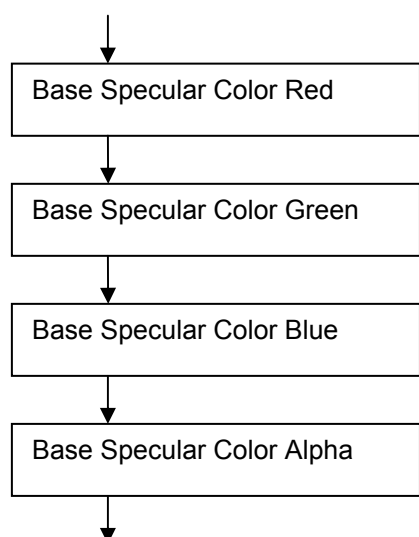 Base Specular Color Red
Base Specular Color Green
Base Specular Color Blue
Base Specular Color Alpha